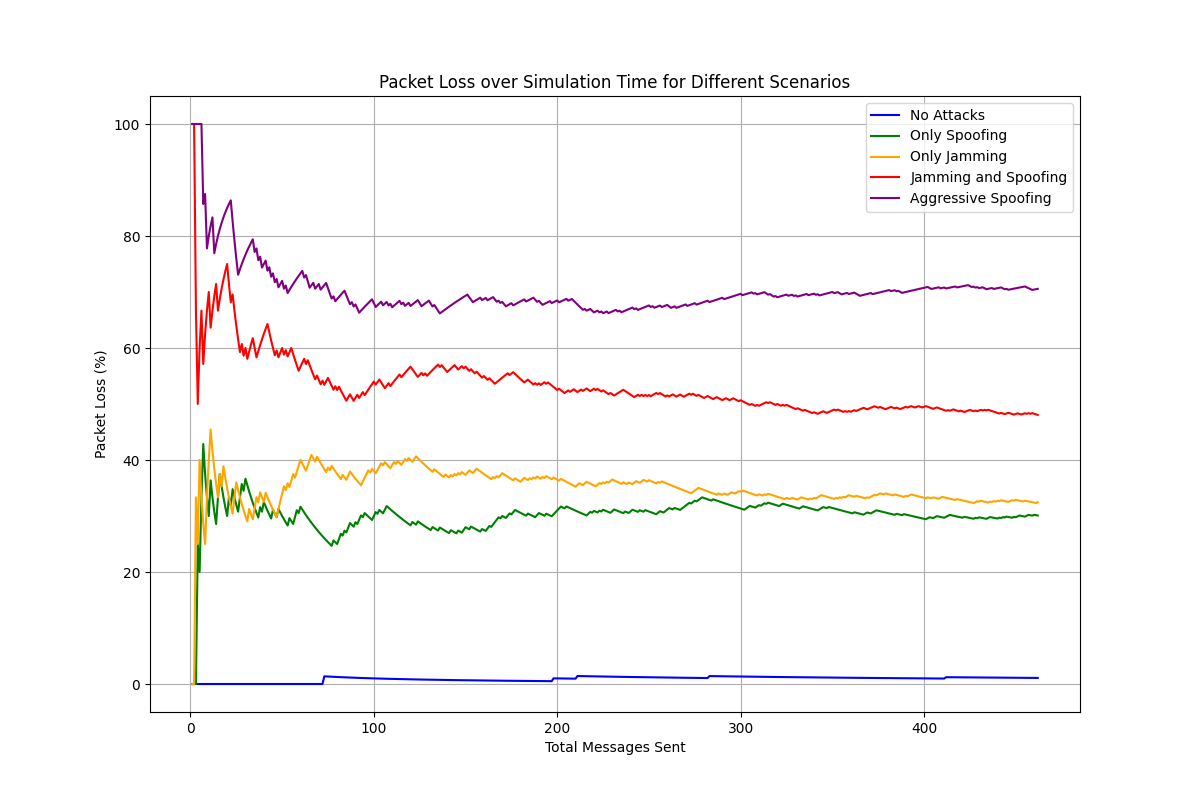 Packet Loss over Simulation Time for Different Scenarios
No Attacks
Only Spoofing
Only Jamming
Jamming and Spoofing
Aggressive Spoofing
Packet Loss (%)
100
80
60
40
20
0
0 100 200 300 400
Total Messages Sent